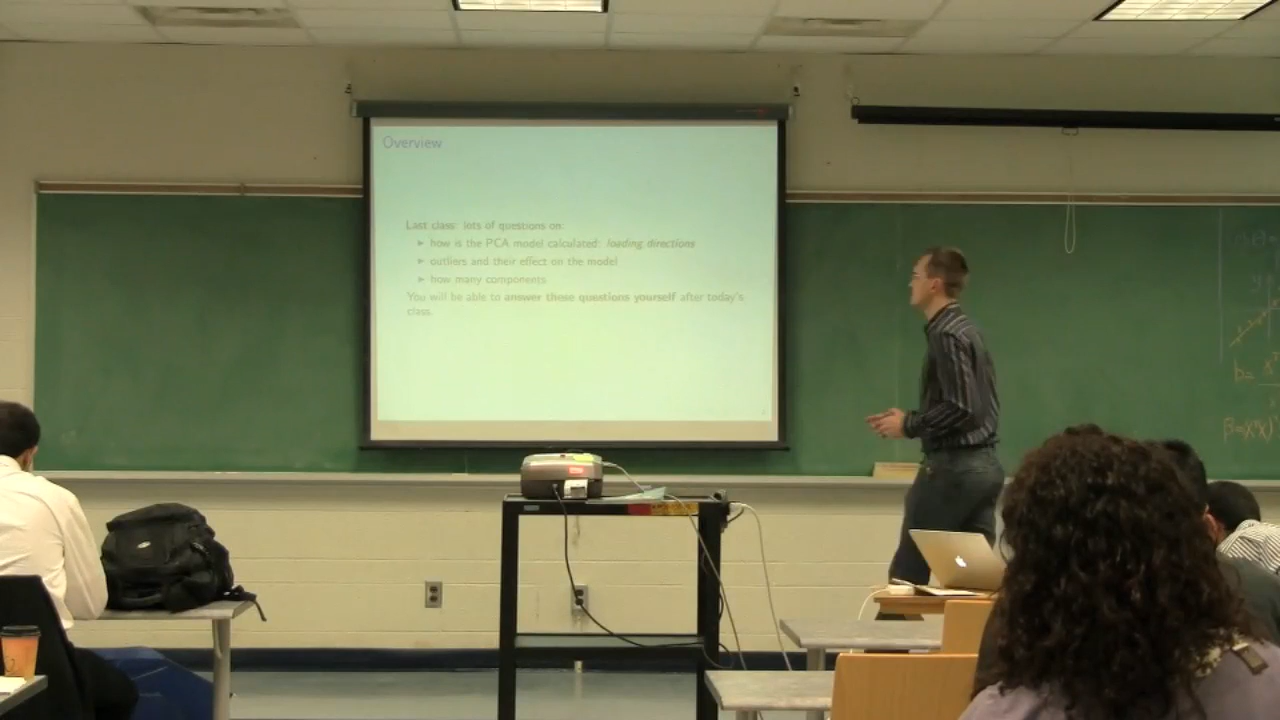 Overview
Last class: lots of questions on:
how is the PCA model calculated: loading directions
outliers and their effect on the model
how many components
You will be able to answer these questions yourself after today's
class.